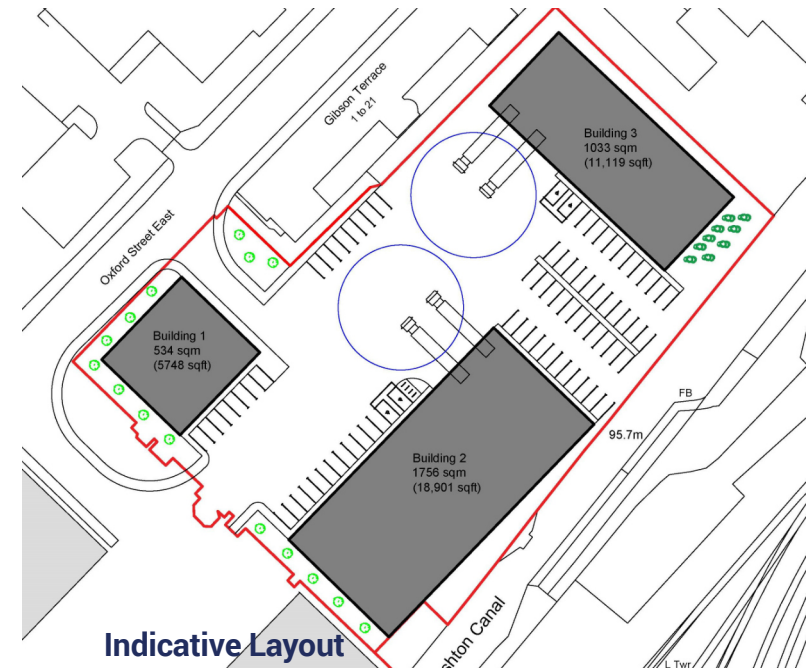 Gibson Terrace
1 to 21
Building 3
1033 sqm
(11,119 sqft)
Oxford Street East
Building 1
534 sqm
(5748 sqft)
FB
95.7m
Building 2
1756 sqm
(18,901 sqft)
hton Canal
Indicative Layout
L Twr